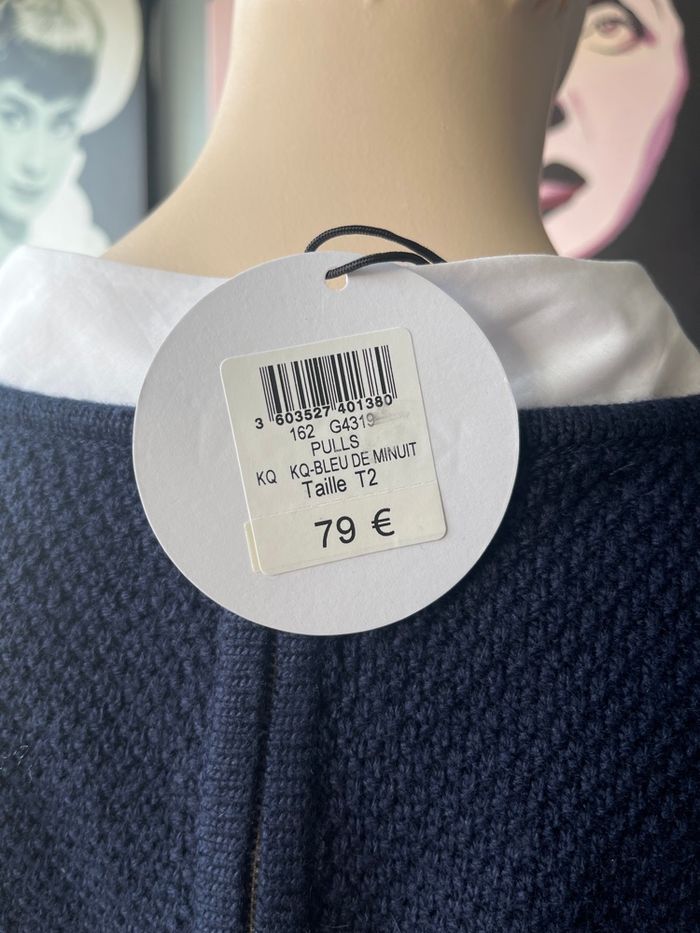 3 603527 401380
162 G4319
PULLS
KQ KQ-BLEU DE MINUIT
Taille T2
79 €